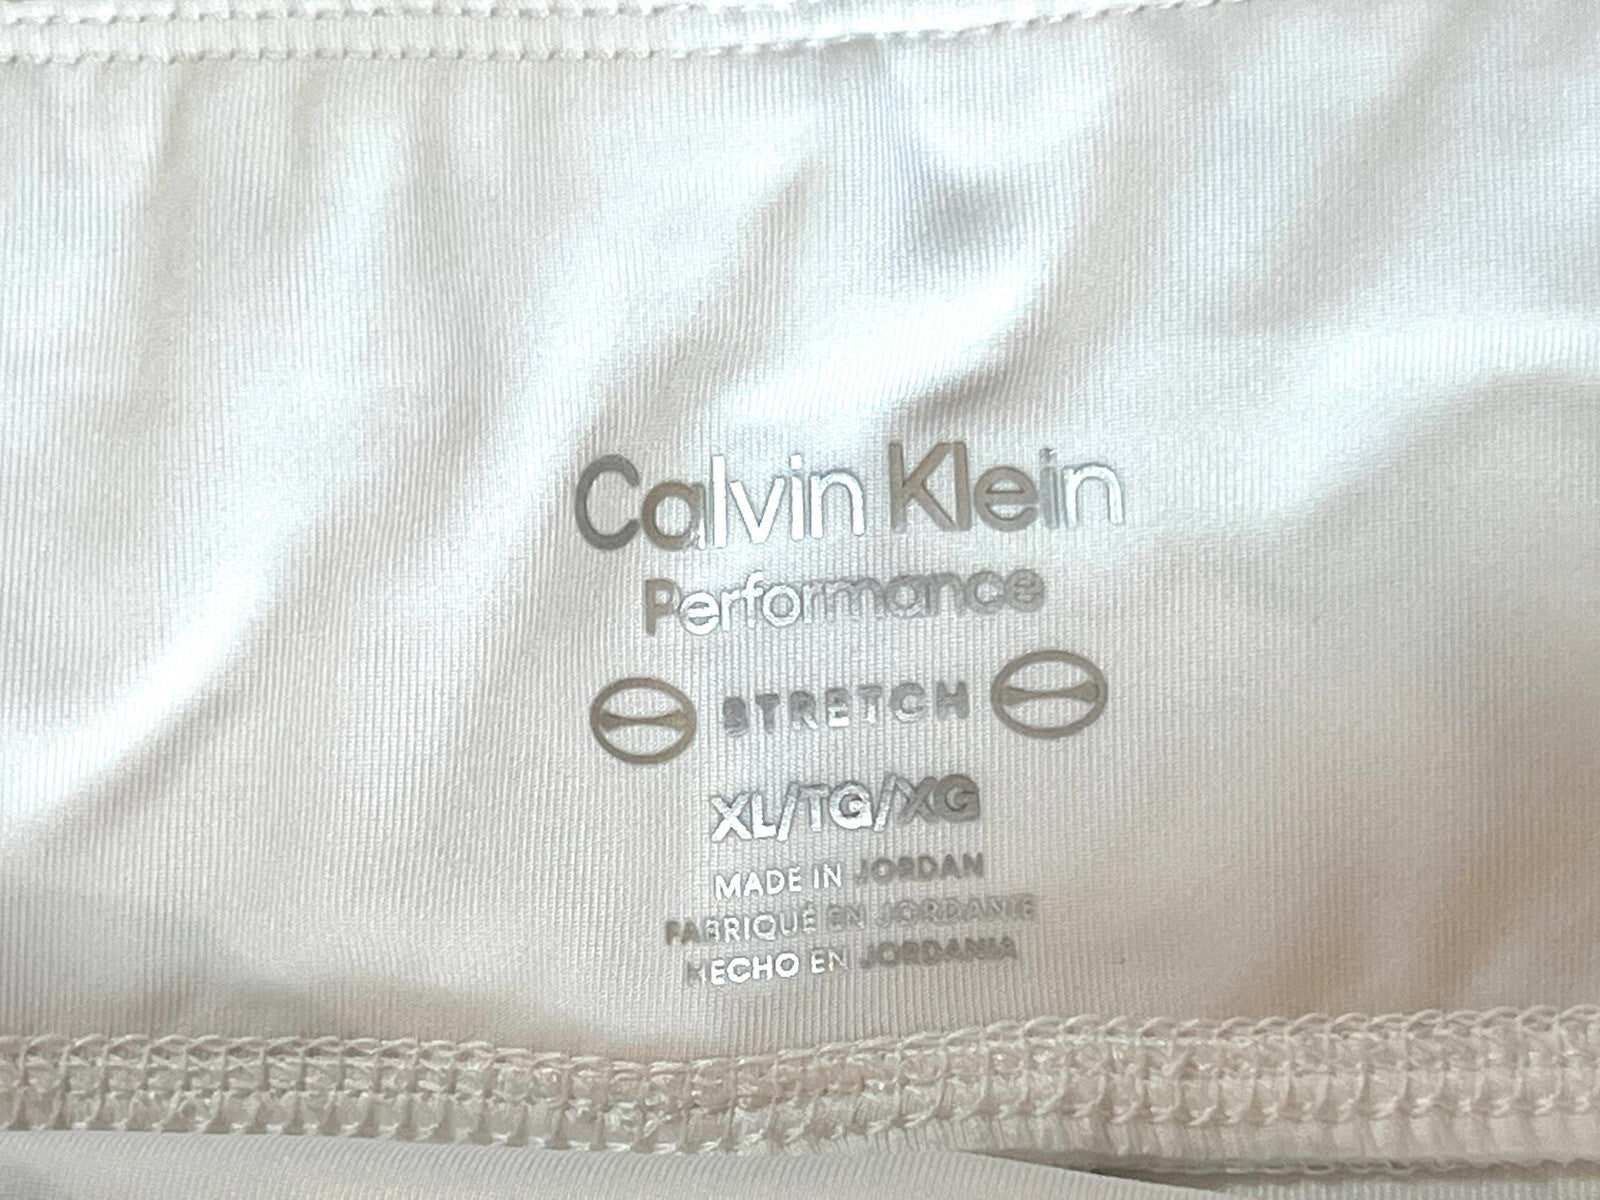 Calvin Klein
Performance
STRETCH
XL/TG/XG
MADE IN JORDAN
FABRIQUÉ EN JORDANIE
HECHO EN JORDANIA